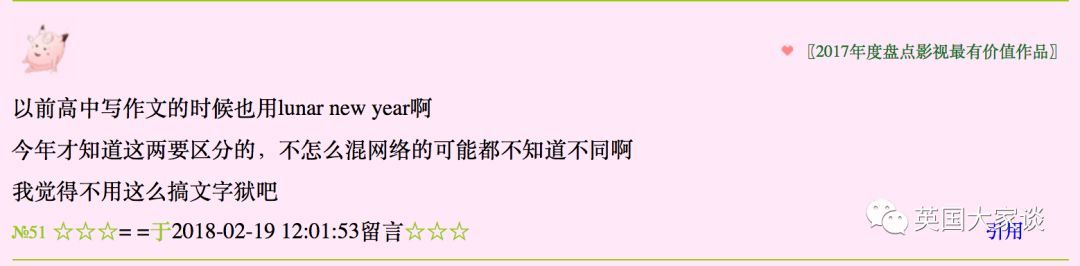 ❤〖2017年度盘点影视最有价值作品〗
以前高中写作文的时候也用lunar new year啊
今年才知道这两要区分的，不怎么混网络的可能都不知道不同啊
我觉得不用这么搞文字狱吧
№51 ☆☆☆= =于2018-02-19 12:01:53留言☆☆☆
引用
英国大家谈